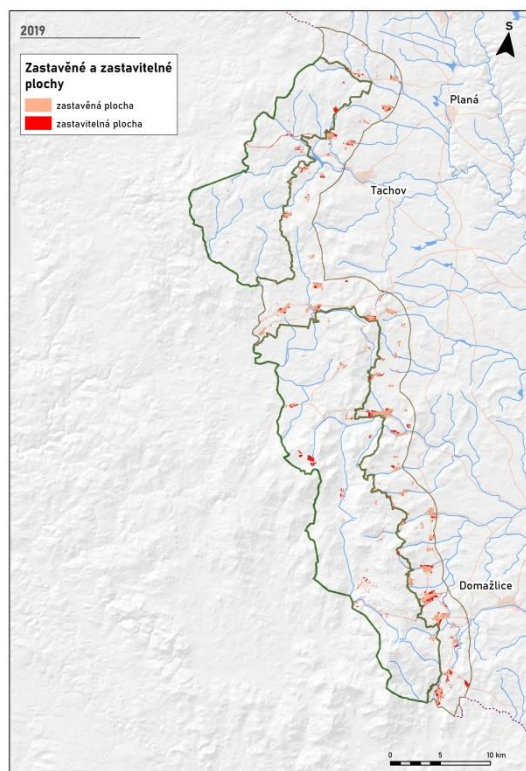 2019
Zastavěné a zastavitelné
plochy
zastavěná plocha
zastavitelná plocha
S
Planá
Tachov
Domažlice
0 5 10 km